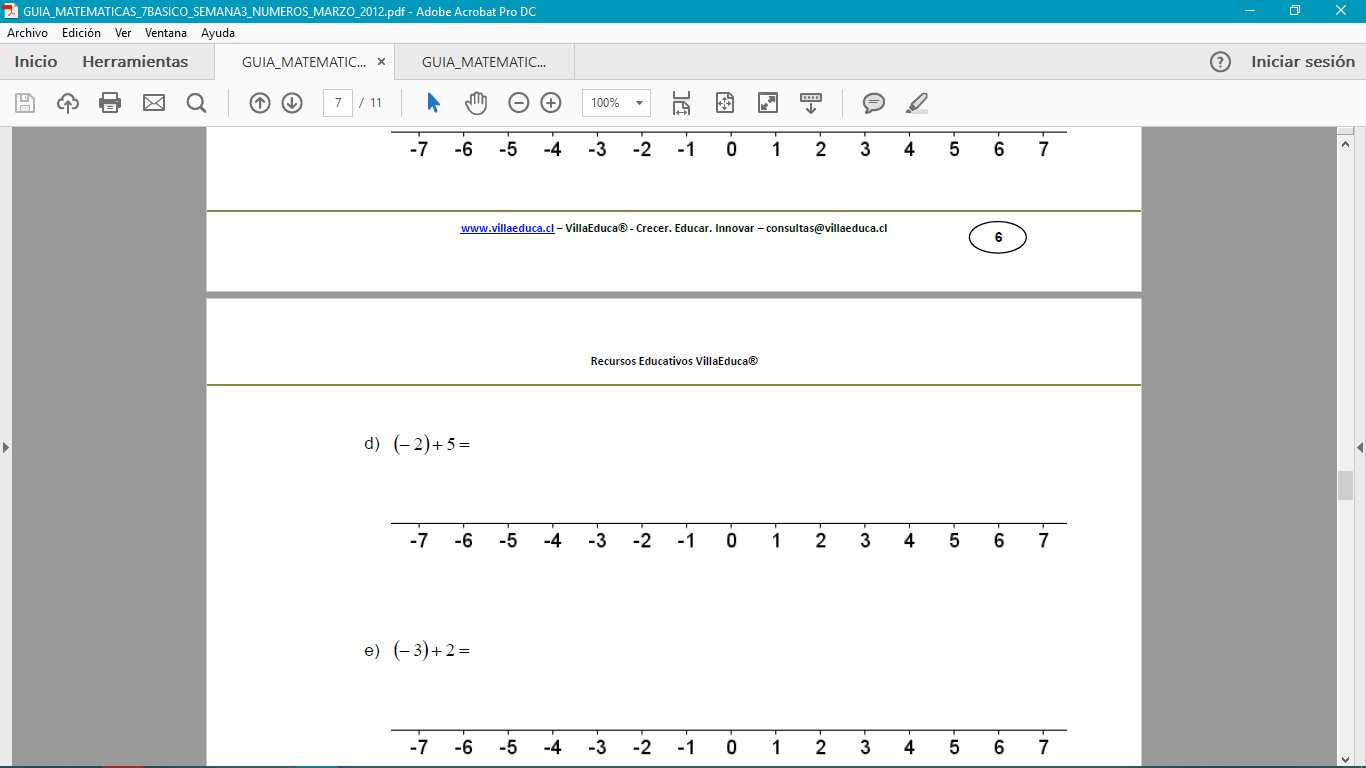 GUIA_MATEMATICAS_7BASICO_SEMANA3_NUMEROS_MARZO_2012.pdf - Adobe Acrobat Pro DC
Archivo Edición Ver Ventana Ayuda
Inicio Herramientas GUIA_MATEMATIC... × GUIA_MATEMATIC... ? Iniciar sesión
7 / 11 100%
-7 -6 -5 -4 -3 -2 -1 0 1 2 3 4 5 6 7
www.villaeduca.cl – VillaEduca® - Crecer. Educar. Innovar – consultas@villaeduca.cl
6
Recursos Educativos VillaEduca®
d) (– 2) + 5 =
-7 -6 -5 -4 -3 -2 -1 0 1 2 3 4 5 6 7
e) (– 3) + 2 =
-7 -6 -5 -4 -3 -2 -1 0 1 2 3 4 5 6 7